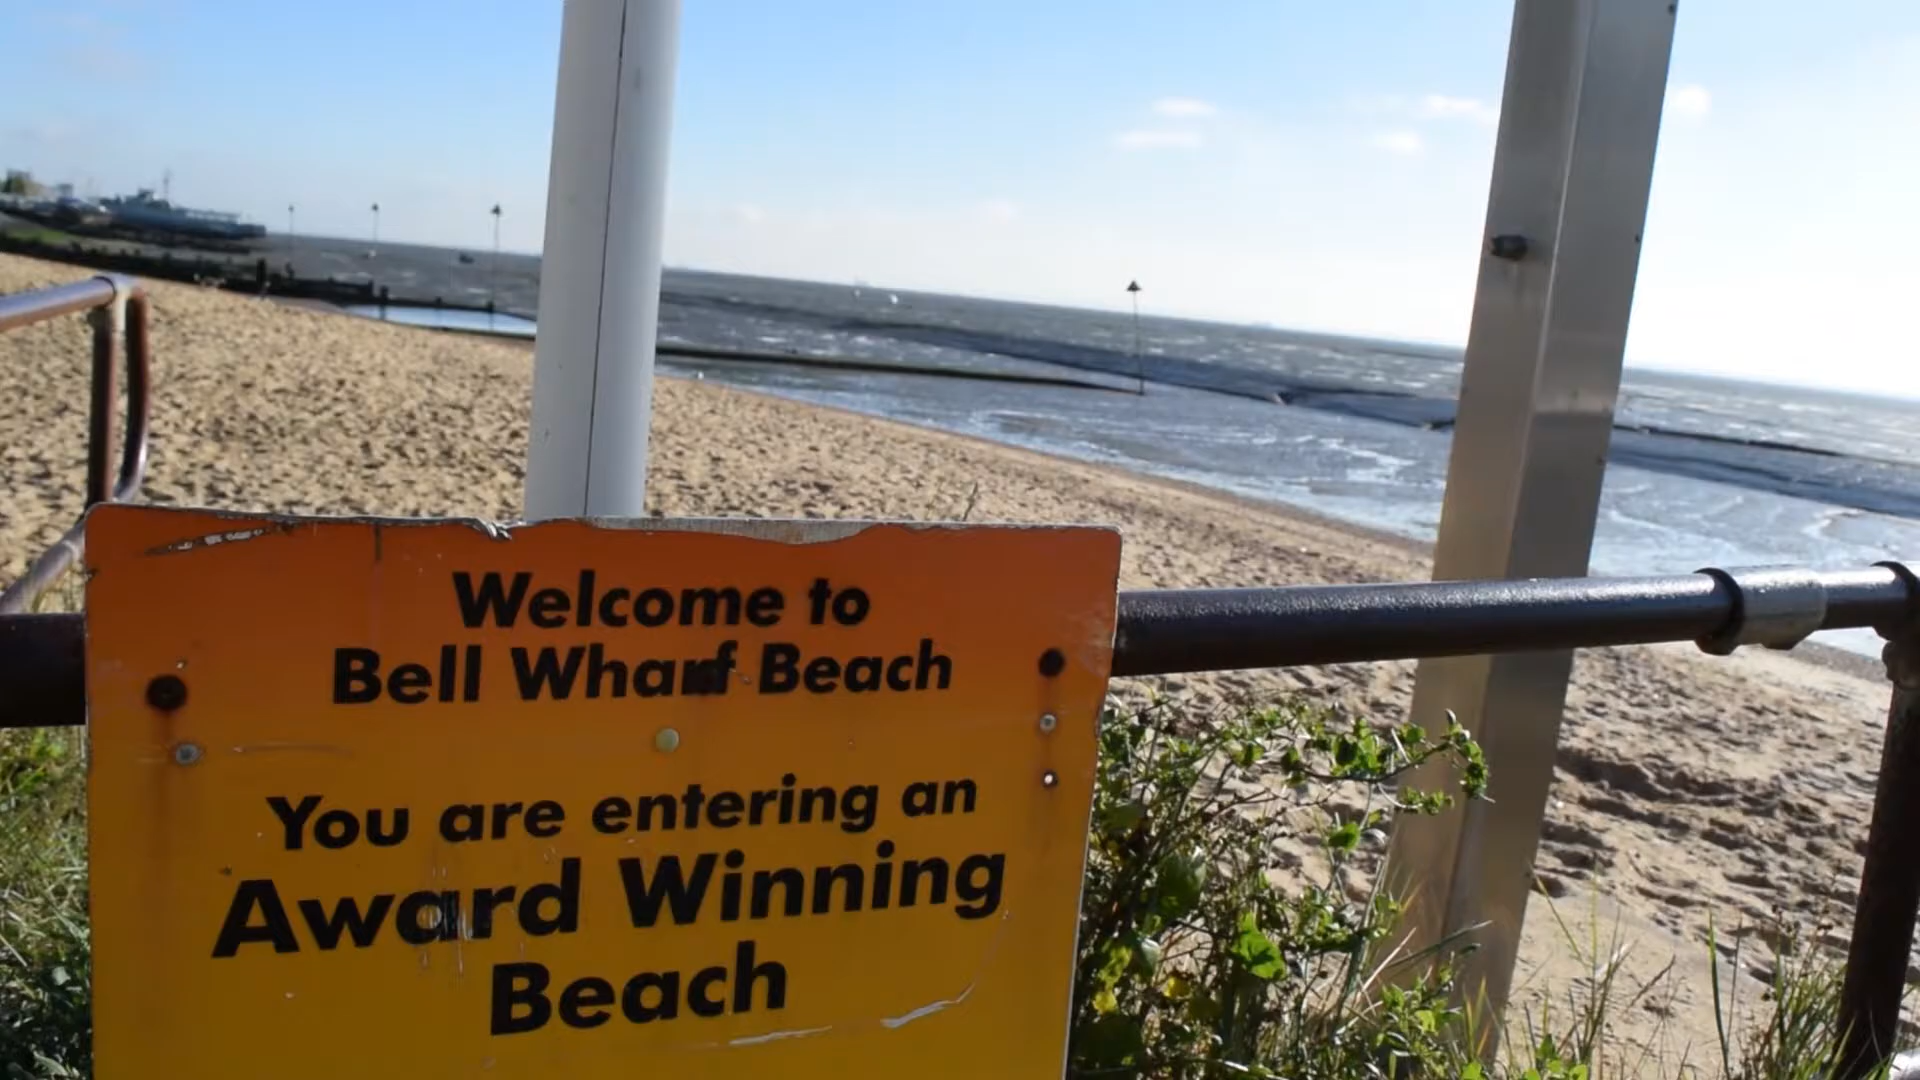 Welcome to
Bell Wharf Beach
You are entering an
Award Winning
Beach